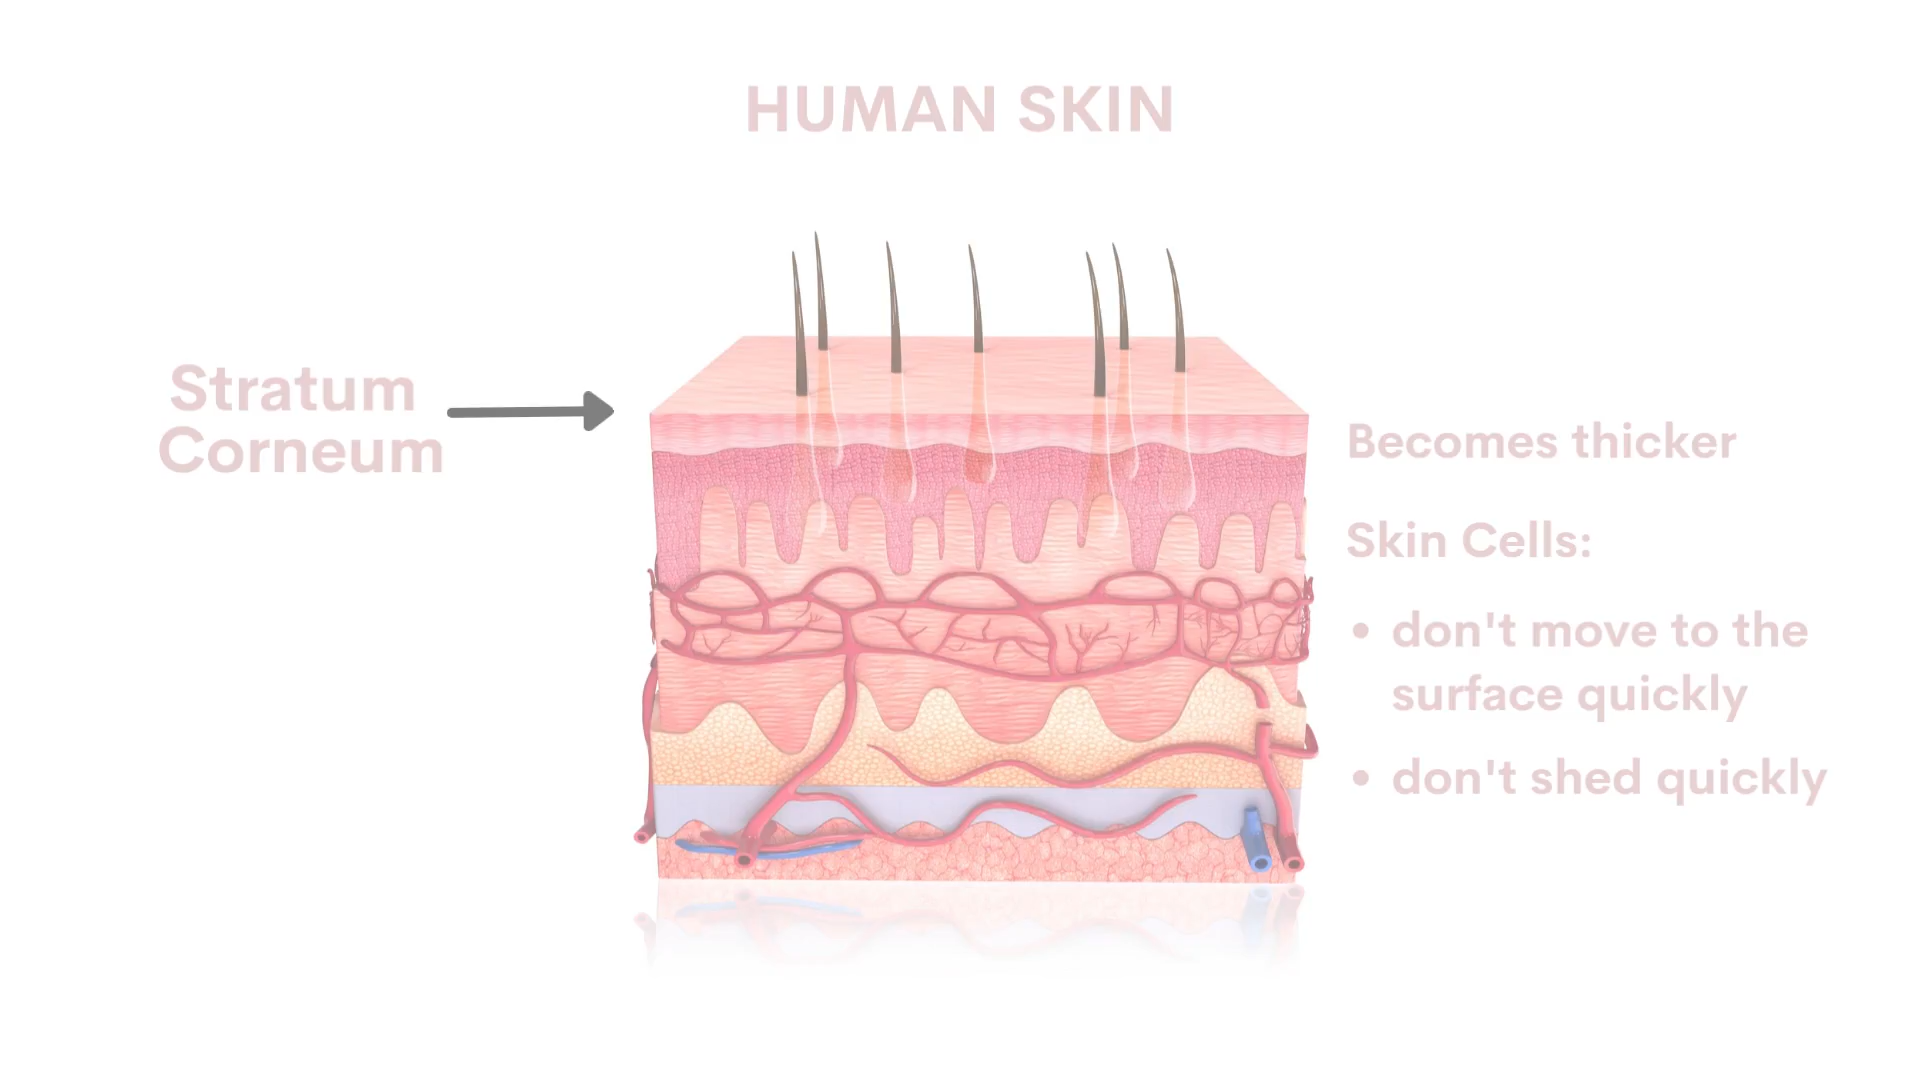 HUMAN SKIN
Stratum
Corneum
Becomes thicker
Skin Cells:
• don't move to the
surface quickly
• don't shed quickly